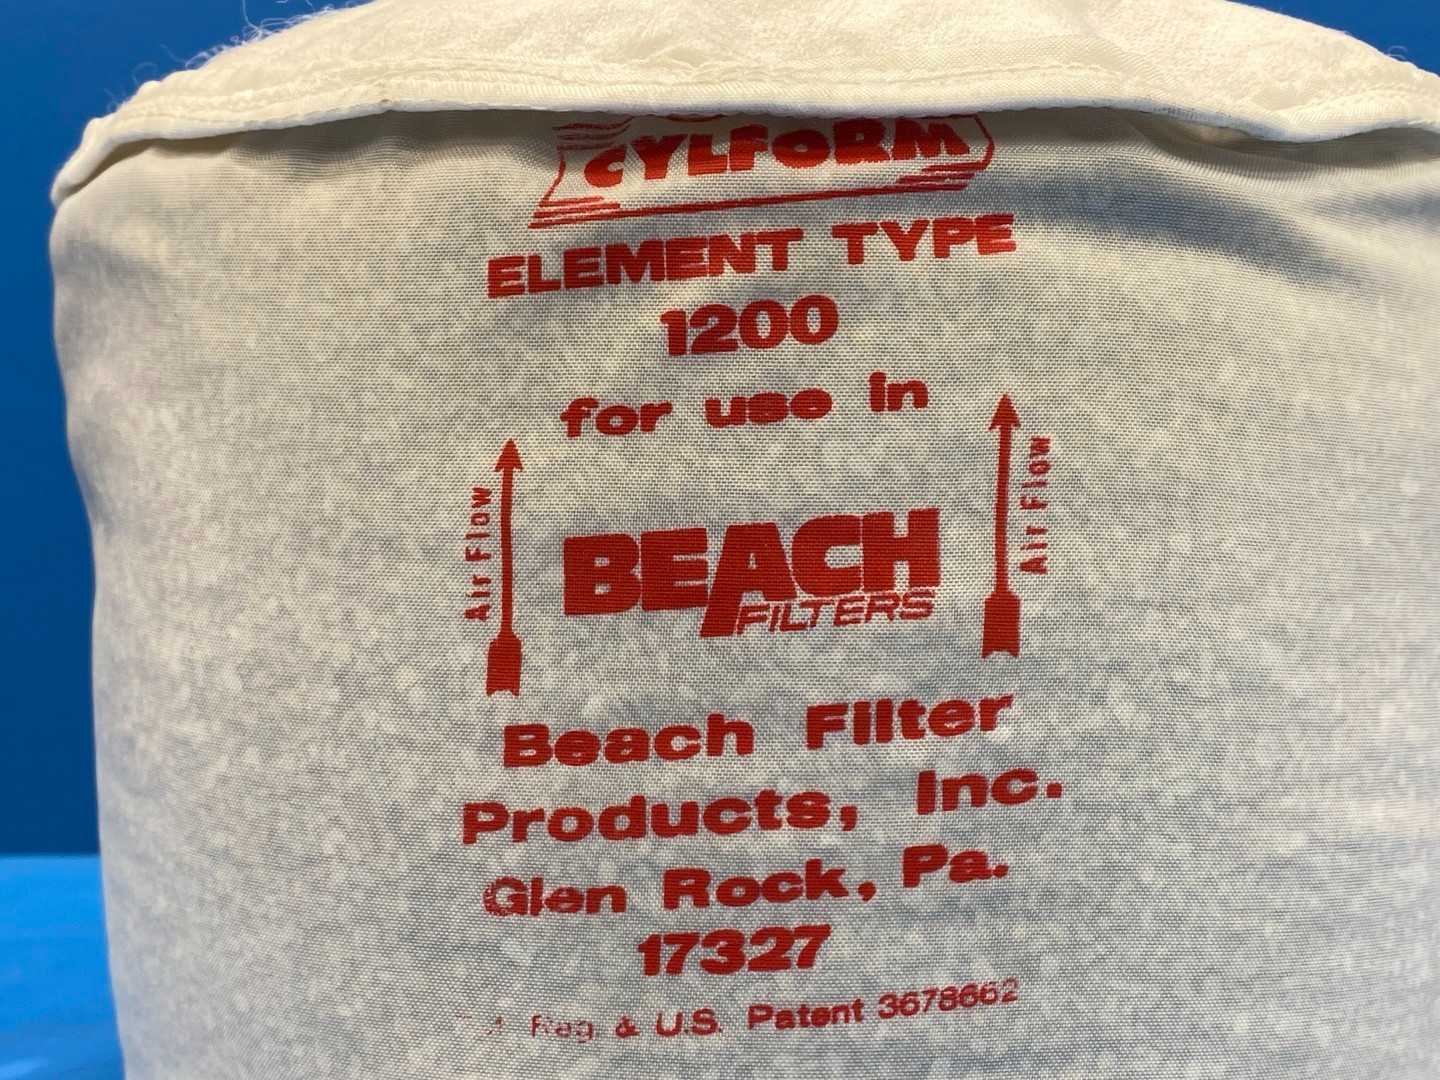 CYLFORM
ELEMENT TYPE
1200
for use in
Air Flow
Air Flow
BEACH
FILTERS
Beach Filter
Products, Inc.
Glen Rock, Pa.
17327
Reg & U.S. Patent 3678662